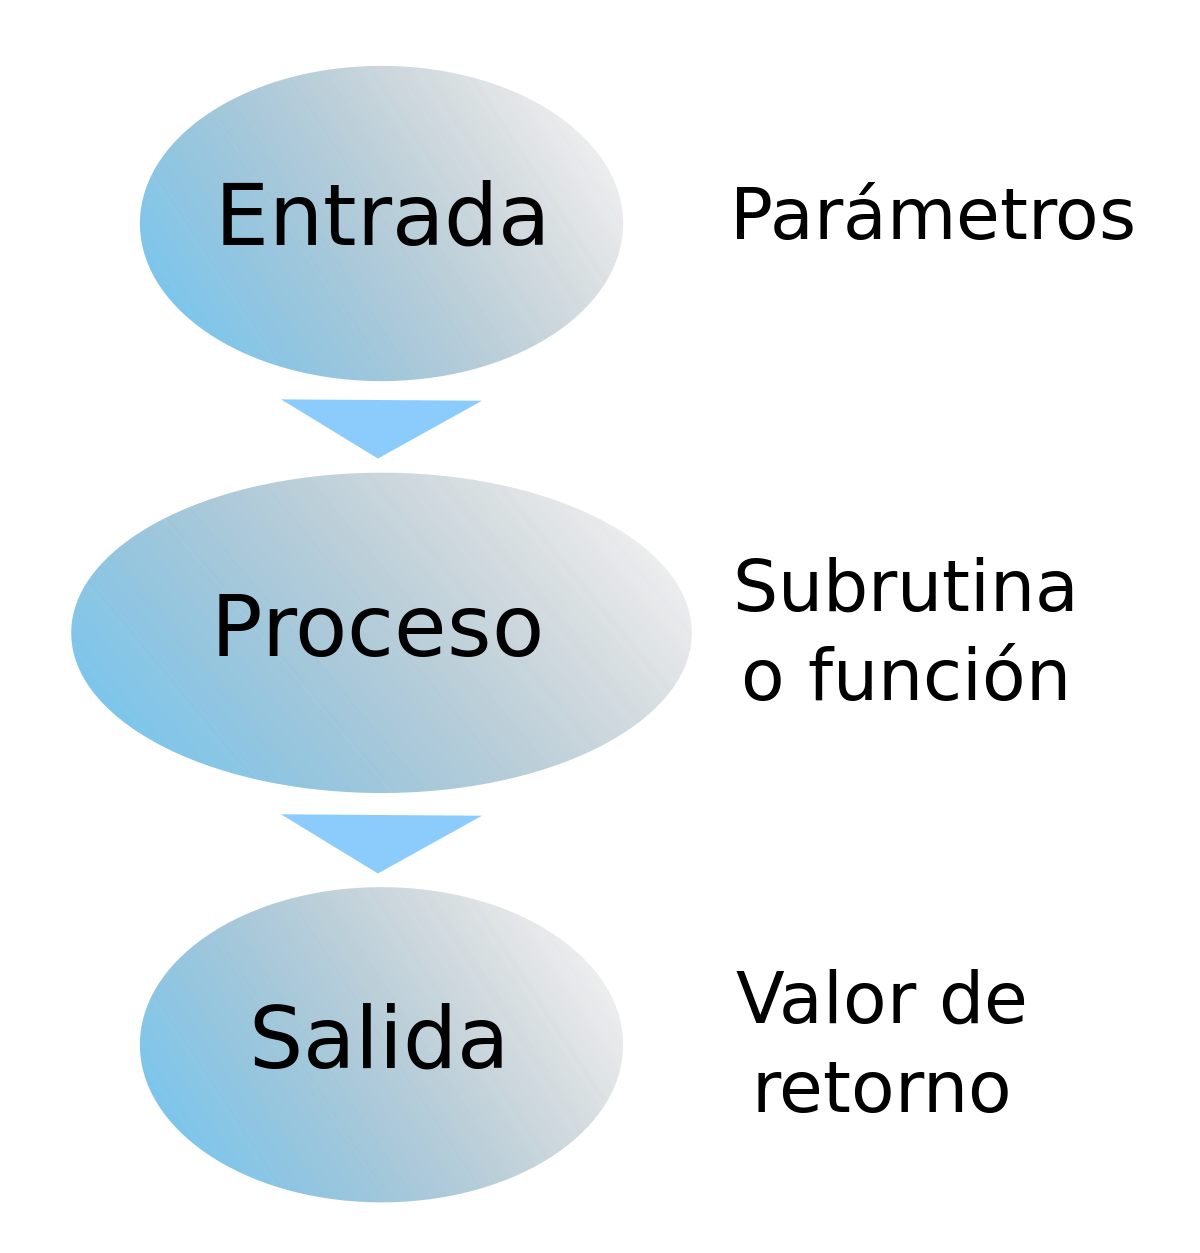 Entrada
Parámetros
Proceso
Subrutina
o función
Salida
Valor de
retorno